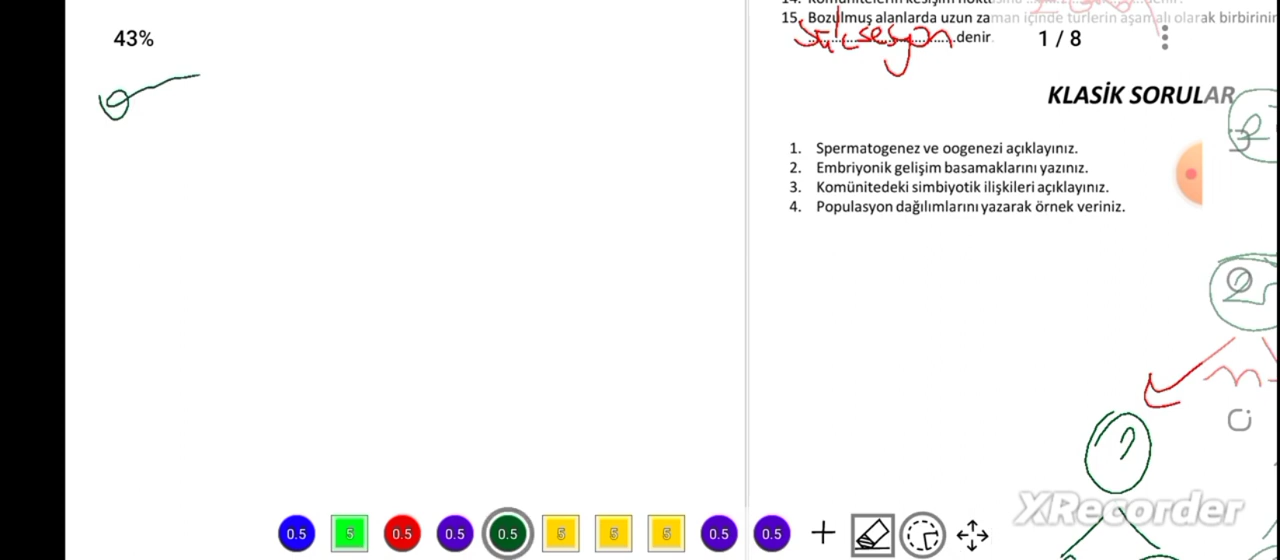 43%
15. Bozulmuş alanlarda uzun zaman içinde türlerin aşamalı olarak birbirinin
süksesyon denir.
1 / 8
KLASİK SORULAR
1. Spermatogenez ve oogenezi açıklayınız.
2. Embriyonik gelişim basamaklarını yazınız.
3. Komünitedeki simbiyotik ilişkileri açıklayınız.
4. Populasyon dağılımlarını yazarak örnek veriniz.
XRecorder
0.5 5 0.5 0.5 0.5 5 5 5 0.5 0.5